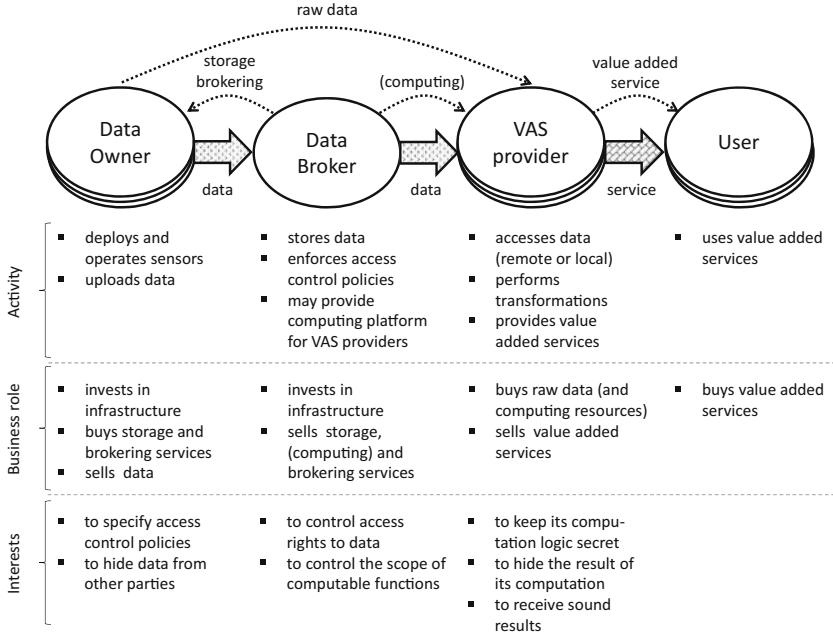 raw data
storage
brokering
(computing)
value added
service
Data
Owner
Data
Broker
VAS
provider
User
data
data
service
Activity
deploys and
operates sensors
uploads data
stores data
enforces access
control policies
may provide
computing platform
for VAS providers
accesses data
(remote or local)
performs
transformations
provides value
added services
uses value added
services
Business role
invests in
infrastructure
buys storage and
brokering services
sells data
invests in
infrastructure
sells storage,
(computing) and
brokering services
buys raw data (and
computing resources)
sells value added
services
buys value added
services
Interests
to specify access
control policies
to hide data from
other parties
to control access
rights to data
to control the scope of
computable functions
to keep its compu-
tation logic secret
to hide the result of
its computation
to receive sound
results